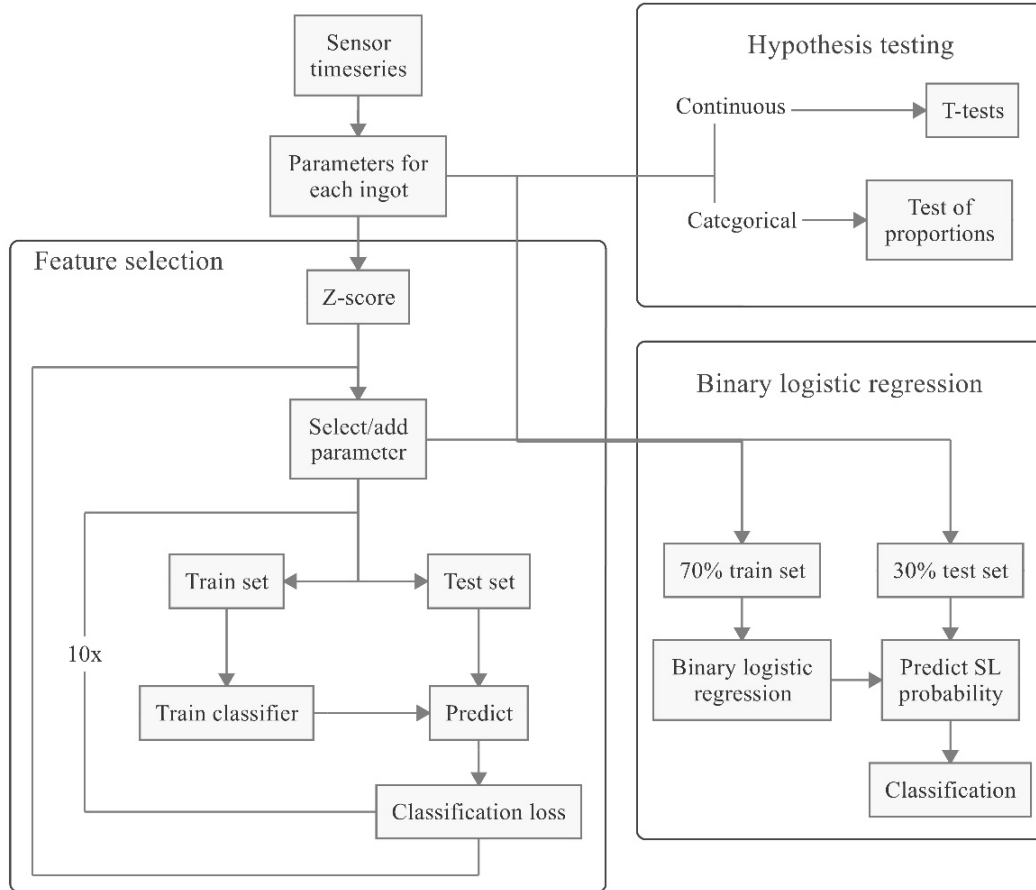 Sensor
timeseries
Parameters for
each ingot
Hypothesis testing
Continuous
T-tests
Categorical
Test of
proportions
Feature selection
Z-score
Select/add
parameter
Train set
Test set
10x
Train classifier
Predict
Classification loss
Binary logistic regression
70% train set
30% test set
Binary logistic
regression
Predict SL
probability
Classification